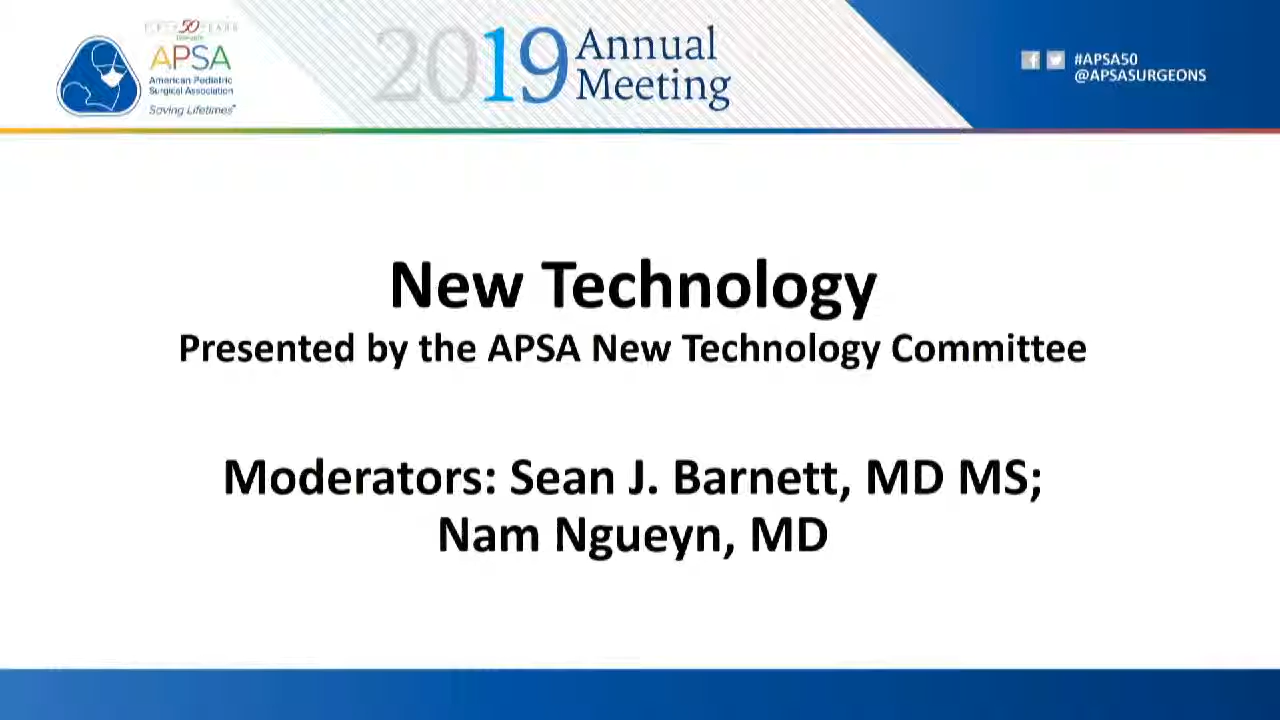 50
APSA
American Pediatric
Surgical Association
Saving Lifetimes
2019 Annual
Meeting
#APSA50
@APSASURGEONS
New Technology
Presented by the APSA New Technology Committee
Moderators: Sean J. Barnett, MD MS;
Nam Ngueyn, MD